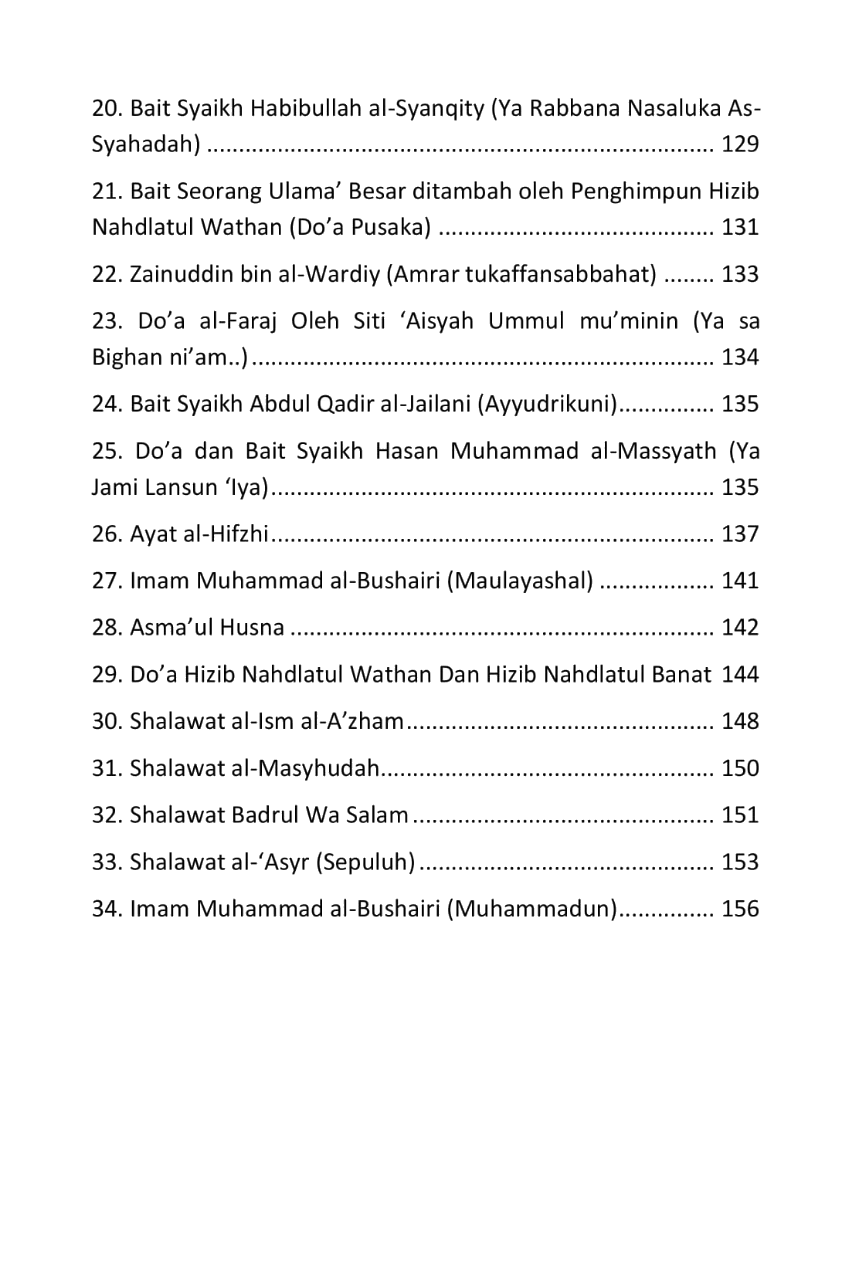 20. Bait Syaikh Habibullah al-Syanqity (Ya Rabbana Nasaluka As-
Syahadah) ............................................................................... 129
21. Bait Seorang Ulama’ Besar ditambah oleh Penghimpun Hizib
Nahdlatul Wathan (Do’a Pusaka) ........................................... 131
22. Zainuddin bin al-Wardiy (Amrar tukaffansabbahat) ........ 133
23. Do’a al-Faraj Oleh Siti ‘Aisyah Ummul mu’minin (Ya sa
Bighan ni’am..)........................................................................ 134
24. Bait Syaikh Abdul Qadir al-Jailani (Ayyudrikuni)............... 135
25. Do’a dan Bait Syaikh Hasan Muhammad al-Massyath (Ya
Jami Lansun ‘Iya)..................................................................... 135
26. Ayat al-Hifzhi..................................................................... 137
27. Imam Muhammad al-Bushairi (Maulayashal) .................. 141
28. Asma’ul Husna .................................................................. 142
29. Do’a Hizib Nahdlatul Wathan Dan Hizib Nahdlatul Banat 144
30. Shalawat al-Ism al-A’zham................................................ 148
31. Shalawat al-Masyhudah.................................................... 150
32. Shalawat Badrul Wa Salam............................................... 151
33. Shalawat al-‘Asyr (Sepuluh).............................................. 153
34. Imam Muhammad al-Bushairi (Muhammadun)............... 156